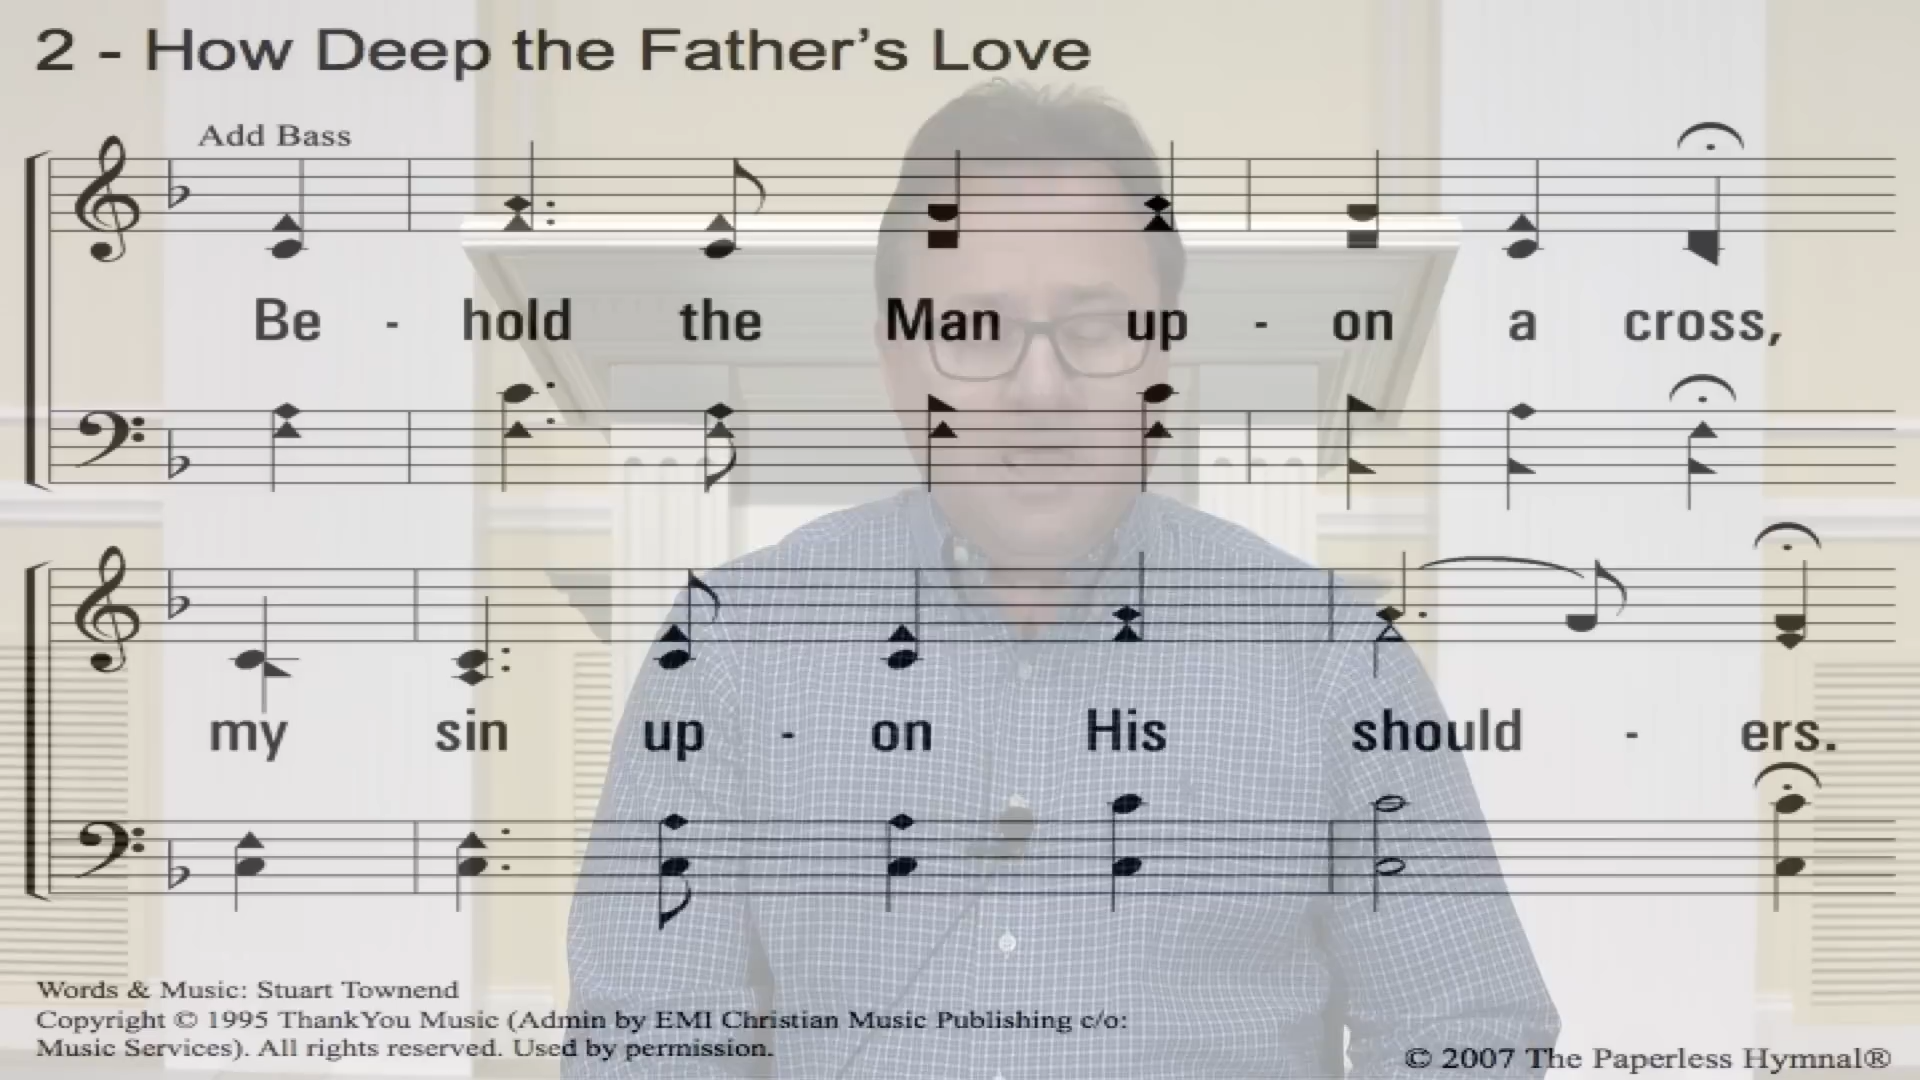 2 - How Deep the Father's Love
Add Bass
Be - hold the Man up - on a cross,
my sin up - on His should - ers.
Words & Music: Stuart Townend
Copyright © 1995 ThankYou Music (Admin by EMI Christian Music Publishing c/o:
Music Services). All rights reserved. Used by permission.
© 2007 The Paperless Hymnal®